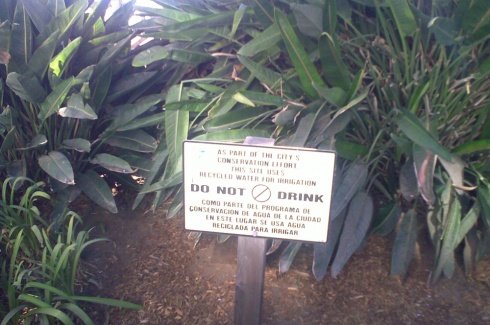 AS PART OF THE CITY'S
CONSERVATION EFFORT
THIS SITE USES
RECYCLED WATER FOR IRRIGATION
DO NOT DRINK
COMO PARTE DEL PROGRAMA DE
CONSERVACION DE AGUA DE LA CIUDAD
EN ESTE LUGAR SE USA AGUA
RECICLADA PARA IRRIGAR